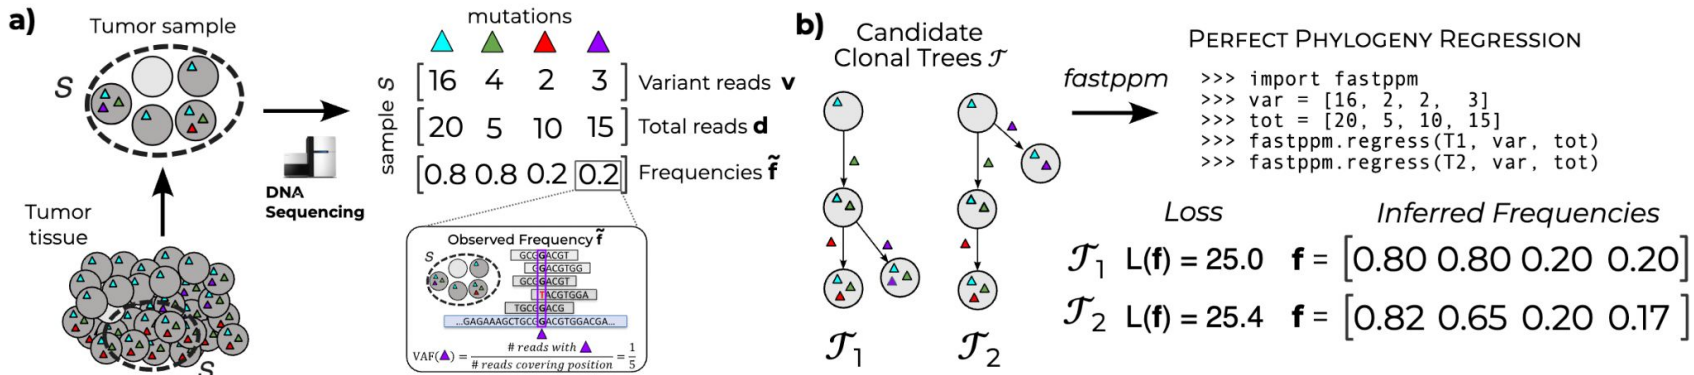 a)
Tumor sample
S
Tumor
tissue
S
DNA
Sequencing
mutations
sample S
16 4 2 3 Variant reads v
20 5 10 15 Total reads d
0.8 0.8 0.2 0.2 Frequencies f̃
Observed Frequency f̃
S
GCGGACGT
GGACGTGG
GCGGACGT
TACGTGGA
TGCGGACG
...GAGAAAGCTGCGGACGTGGACGA...
VAF(▲) = # reads with ▲ / # reads covering position = 1/5
b)
Candidate
Clonal Trees 𝒯
𝒯1 𝒯2
fastppm
PERFECT PHYLOGENY REGRESSION
>>> import fastppm
>>> var = [16, 2, 2, 3]
>>> tot = [20, 5, 10, 15]
>>> fastppm.regress(T1, var, tot)
>>> fastppm.regress(T2, var, tot)
Loss Inferred Frequencies
𝒯1 L(f) = 25.0 f = [0.80 0.80 0.20 0.20]
𝒯2 L(f) = 25.4 f = [0.82 0.65 0.20 0.17]